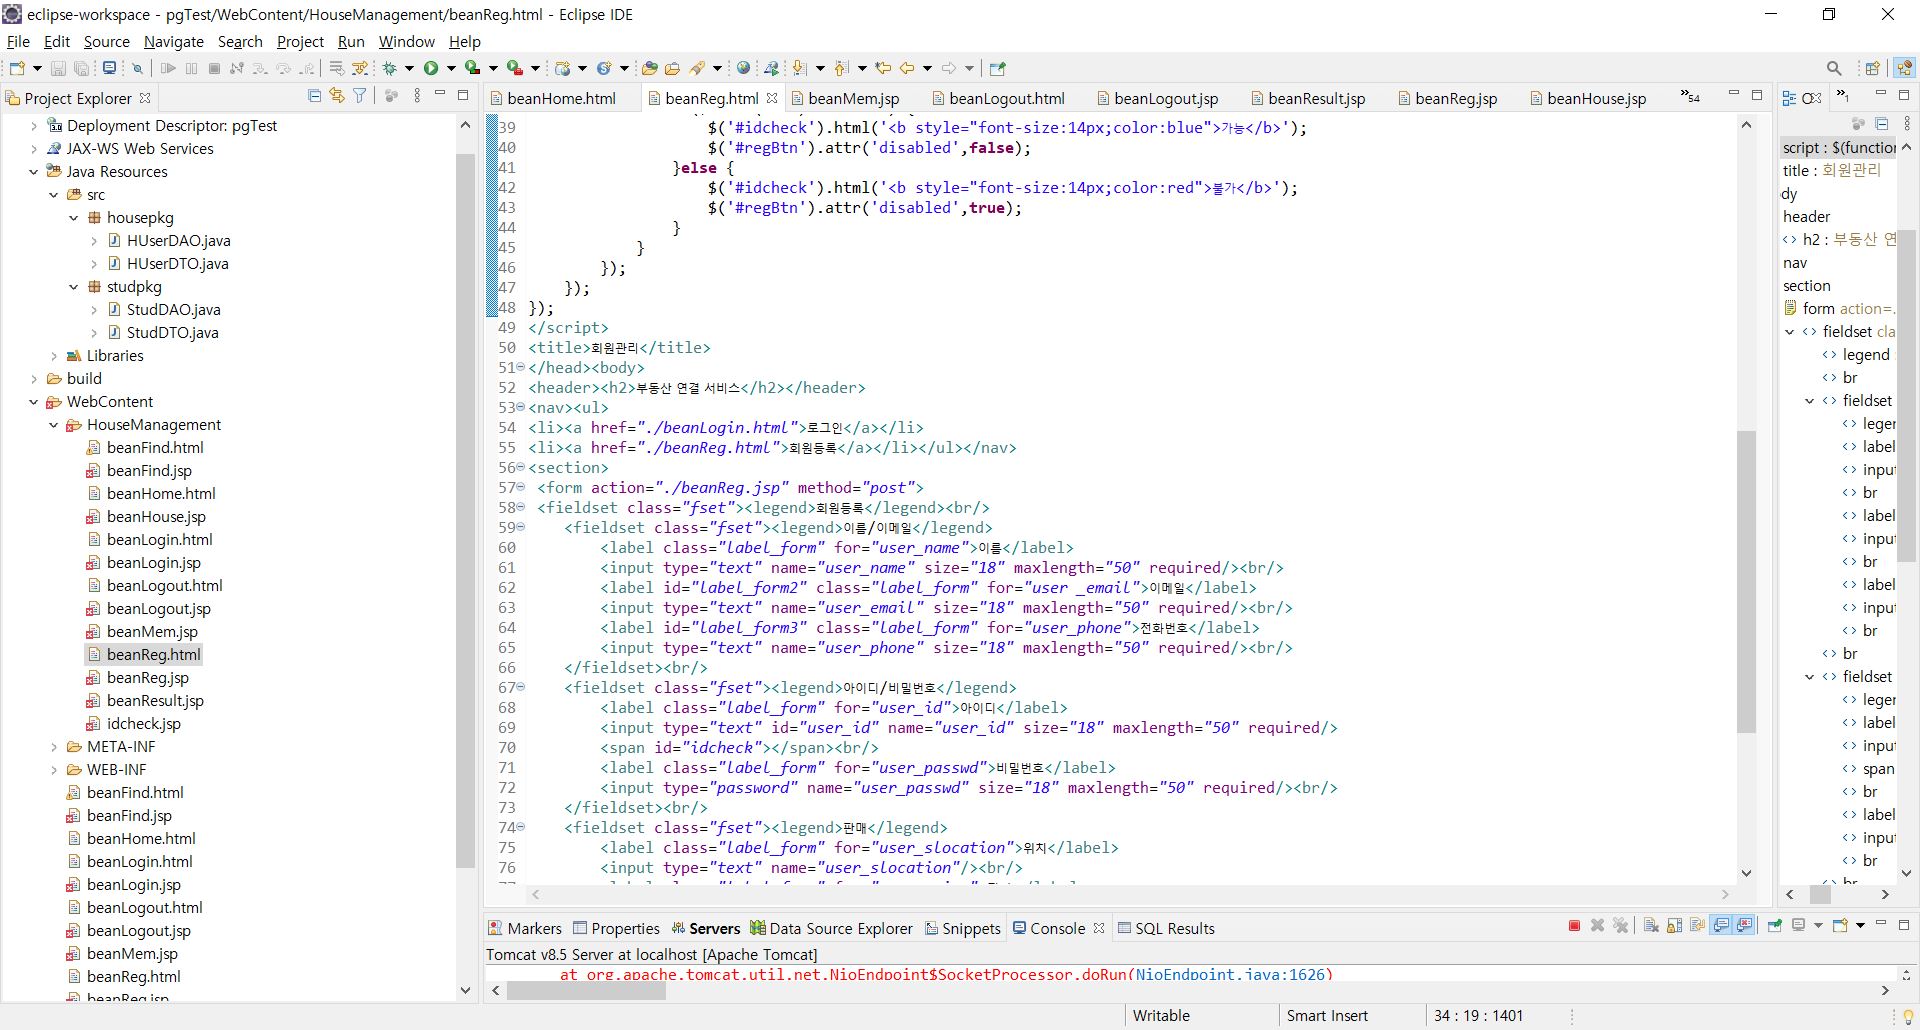 eclipse-workspace - pgTest/WebContent/HouseManagement/beanReg.html - Eclipse IDE
File Edit Source Navigate Search Project Run Window Help
Project Explorer
Deployment Descriptor: pgTest
JAX-WS Web Services
Java Resources
src
housepkg
HUserDAO.java
HUserDTO.java
studpkg
StudDAO.java
StudDTO.java
Libraries
build
WebContent
HouseManagement
beanFind.html
beanFind.jsp
beanHome.html
beanHouse.jsp
beanLogin.html
beanLogin.jsp
beanLogout.html
beanLogout.jsp
beanMem.jsp
beanReg.html
beanReg.jsp
beanResult.jsp
idcheck.jsp
META-INF
WEB-INF
beanFind.html
beanFind.jsp
beanHome.html
beanLogin.html
beanLogin.jsp
beanLogout.html
beanLogout.jsp
beanMem.jsp
beanReg.html
beanReg.jsp
beanHome.html beanReg.html beanMem.jsp beanLogout.html beanLogout.jsp beanResult.jsp beanReg.jsp beanHouse.jsp »54
39 $('#idcheck').html('<b style="font-size:14px;color:blue">가능</b>');
40 $('#regBtn').attr('disabled',false);
41 }else {
42 $('#idcheck').html('<b style="font-size:14px;color:red">불가</b>');
43 $('#regBtn').attr('disabled',true);
44 }
45 }
46 });
47 });
48 });
49 </script>
50 <title>회원관리</title>
51 </head><body>
52 <header><h2>부동산 연결 서비스</h2></header>
53 <nav><ul>
54 <li><a href="./beanLogin.html">로그인</a></li>
55 <li><a href="./beanReg.html">회원등록</a></li></ul></nav>
56 <section>
57 <form action="./beanReg.jsp" method="post">
58 <fieldset class="fset"><legend>회원등록</legend><br/>
59 <fieldset class="fset"><legend>이름/이메일</legend>
60 <label class="label_form" for="user_name">이름</label>
61 <input type="text" name="user_name" size="18" maxlength="50" required/><br/>
62 <label id="label_form2" class="label_form" for="user _email">이메일</label>
63 <input type="text" name="user_email" size="18" maxlength="50" required/><br/>
64 <label id="label_form3" class="label_form" for="user_phone">전화번호</label>
65 <input type="text" name="user_phone" size="18" maxlength="50" required/><br/>
66 </fieldset><br/>
67 <fieldset class="fset"><legend>아이디/비밀번호</legend>
68 <label class="label_form" for="user_id">아이디</label>
69 <input type="text" id="user_id" name="user_id" size="18" maxlength="50" required/>
70 <span id="idcheck"></span><br/>
71 <label class="label_form" for="user_passwd">비밀번호</label>
72 <input type="password" name="user_passwd" size="18" maxlength="50" required/><br/>
73 </fieldset><br/>
74 <fieldset class="fset"><legend>판매</legend>
75 <label class="label_form" for="user_slocation">위치</label>
76 <input type="text" name="user_slocation"/><br/>
»1
script : $(function
title : 회원관리
dy
header
h2 : 부동산 연
nav
section
form action=.
fieldset cla
legend
br
fieldset
leger
label
input
br
label
input
br
label
input
br
br
fieldset
leger
label
input
span
br
label
input
br
br
Markers Properties Servers Data Source Explorer Snippets Console SQL Results
Tomcat v8.5 Server at localhost [Apache Tomcat]
at org.apache.tomcat.util.net.NioEndpoint$SocketProcessor.doRun(NioEndpoint.java:1626)
Writable Smart Insert 34 : 19 : 1401